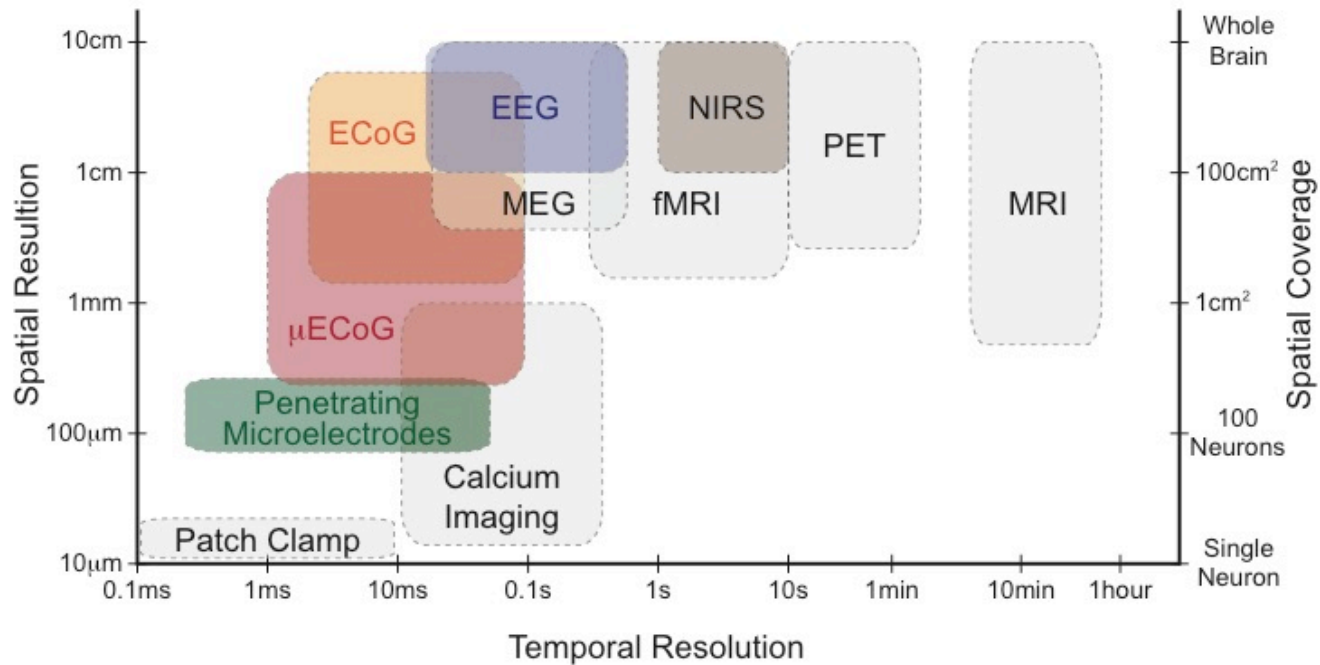 10cm
1cm
1mm
100μm
10μm
Spatial Resultion
ECoG
EEG
NIRS
PET
MEG
fMRI
MRI
μECoG
Penetrating
Microelectrodes
Calcium
Imaging
Patch Clamp
Whole
Brain
100cm²
1cm²
100
Neurons
Single
Neuron
Spatial Coverage
0.1ms
1ms
10ms
0.1s
1s
10s
1min
10min
1hour
Temporal Resolution